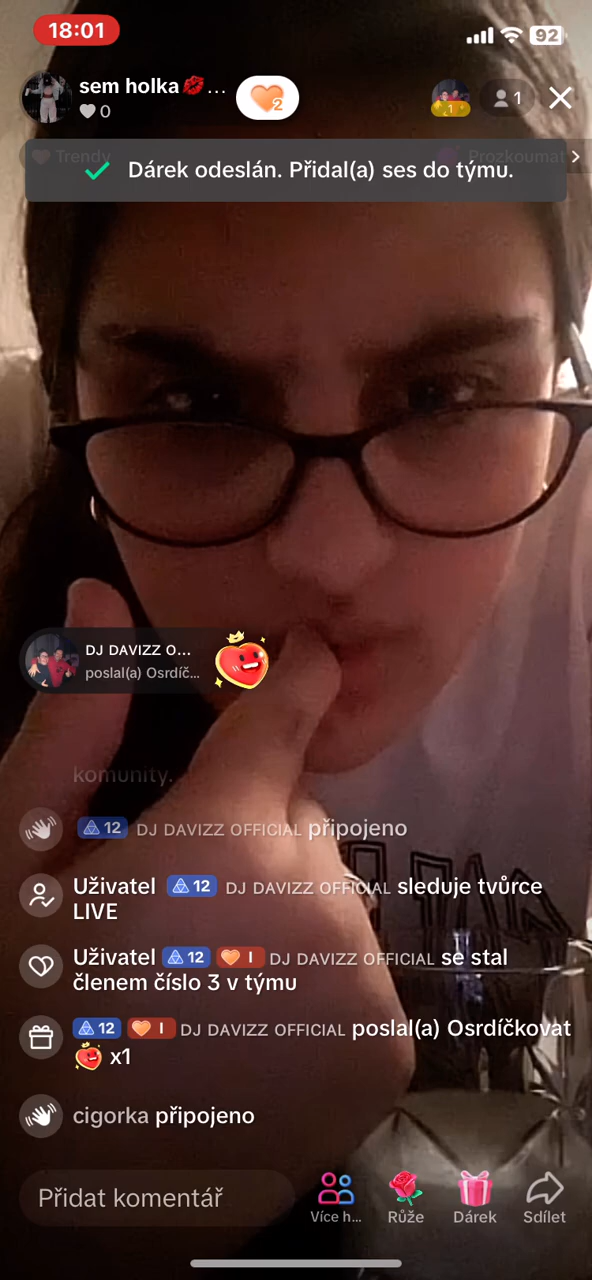 18:01
92
sem holka💋...
0
2
1
1
Trendy
Prozkoumat
Dárek odeslán. Přidal(a) ses do týmu.
DJ DAVIZZ O...
poslal(a) Osrdíč...
komunity.
12 DJ DAVIZZ OFFICIAL připojeno
Uživatel 12 DJ DAVIZZ OFFICIAL sleduje tvůrce
LIVE
Uživatel 12 I DJ DAVIZZ OFFICIAL se stal
členem číslo 3 v týmu
12 I DJ DAVIZZ OFFICIAL poslal(a) Osrdíčkovat
x1
cigorka připojeno
Přidat komentář
Více h...
Růže
Dárek
Sdílet